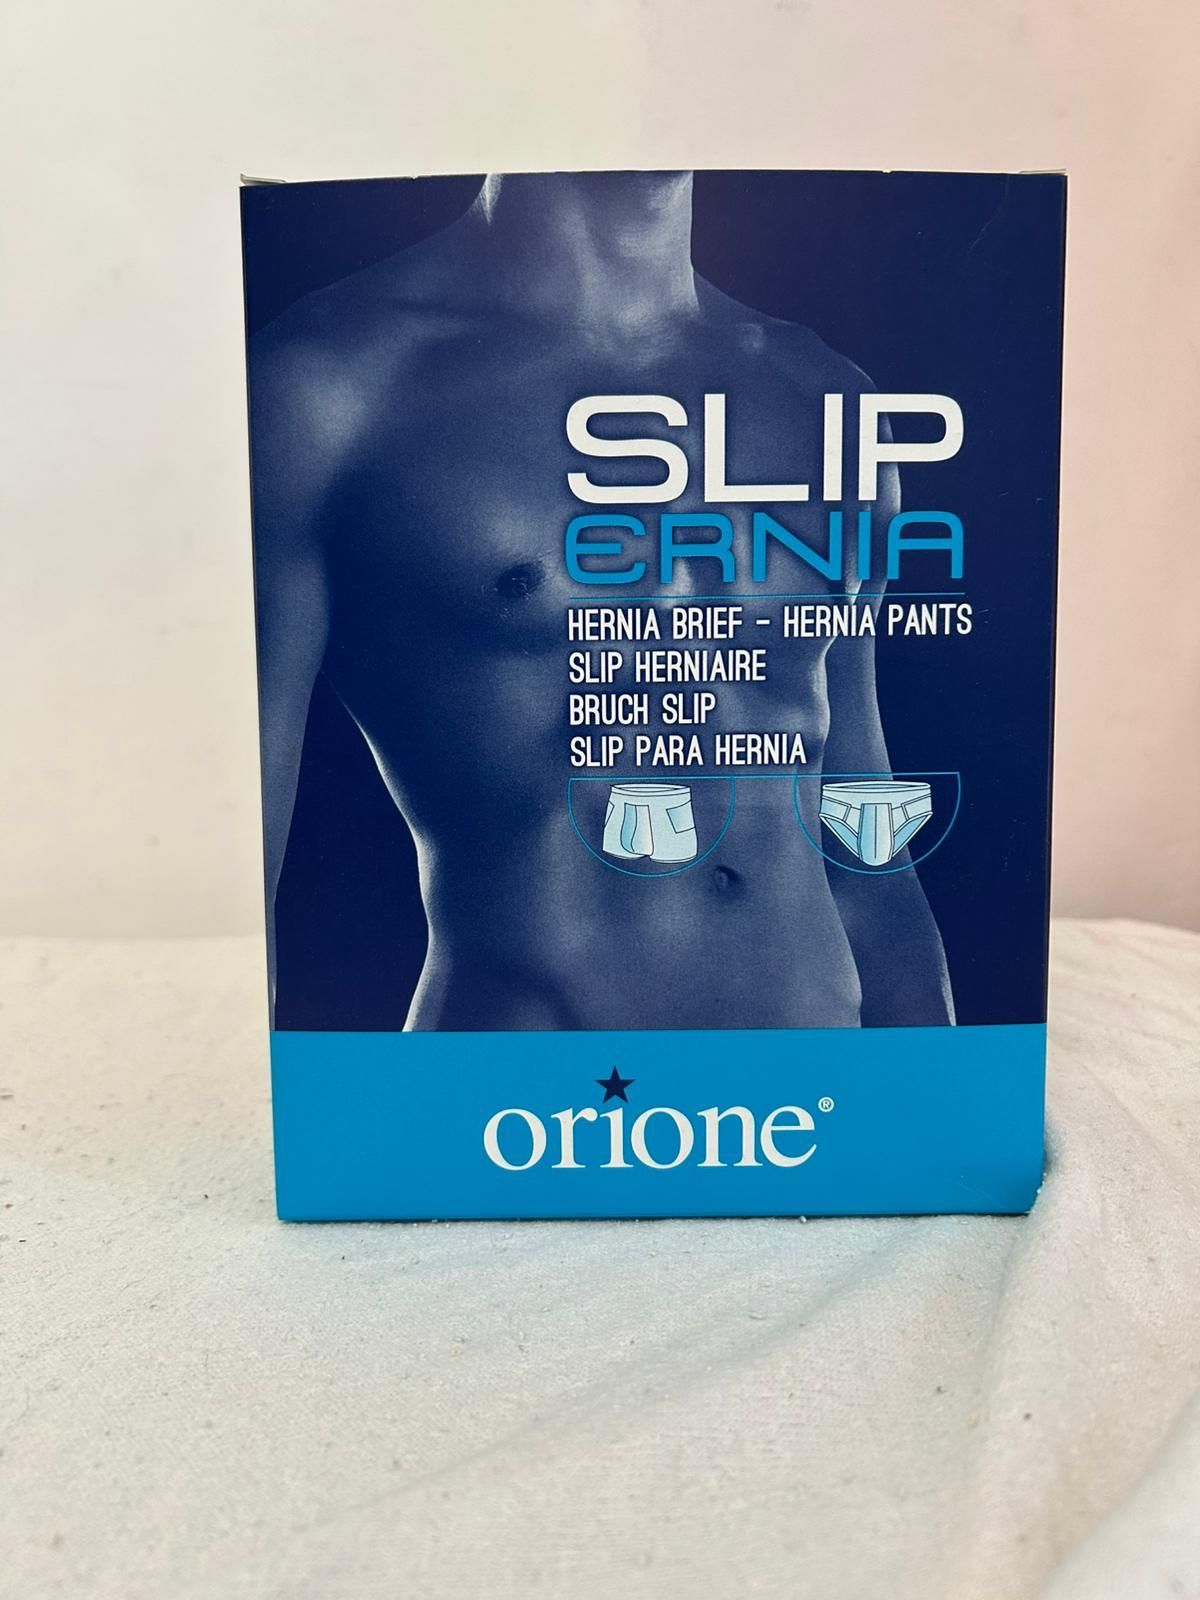 SLIP
ERNIA
HERNIA BRIEF - HERNIA PANTS
SLIP HERNIAIRE
BRUCH SLIP
SLIP PARA HERNIA
orione®